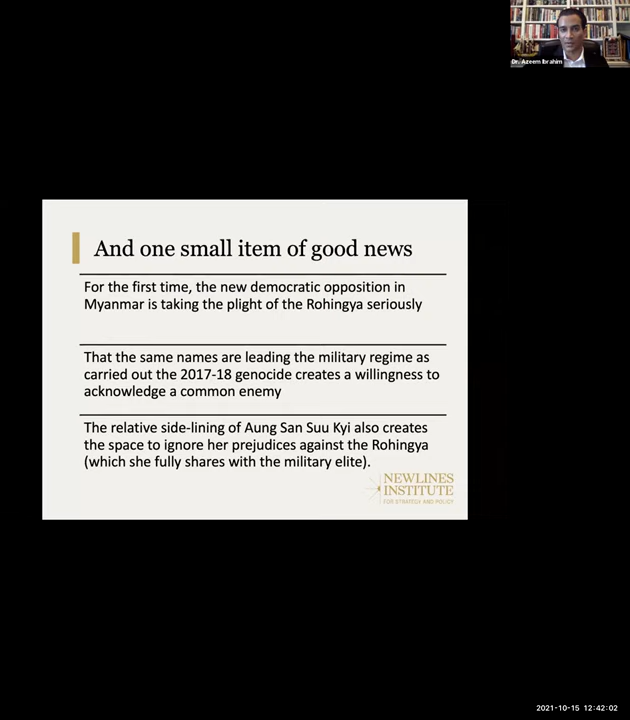 Dr. Azeem Ibrahim
And one small item of good news
For the first time, the new democratic opposition in
Myanmar is taking the plight of the Rohingya seriously
That the same names are leading the military regime as
carried out the 2017-18 genocide creates a willingness to
acknowledge a common enemy
The relative side-lining of Aung San Suu Kyi also creates
the space to ignore her prejudices against the Rohingya
(which she fully shares with the military elite).
NEWLINES
INSTITUTE
FOR STRATEGY AND POLICY
2021-10-15 12:42:02